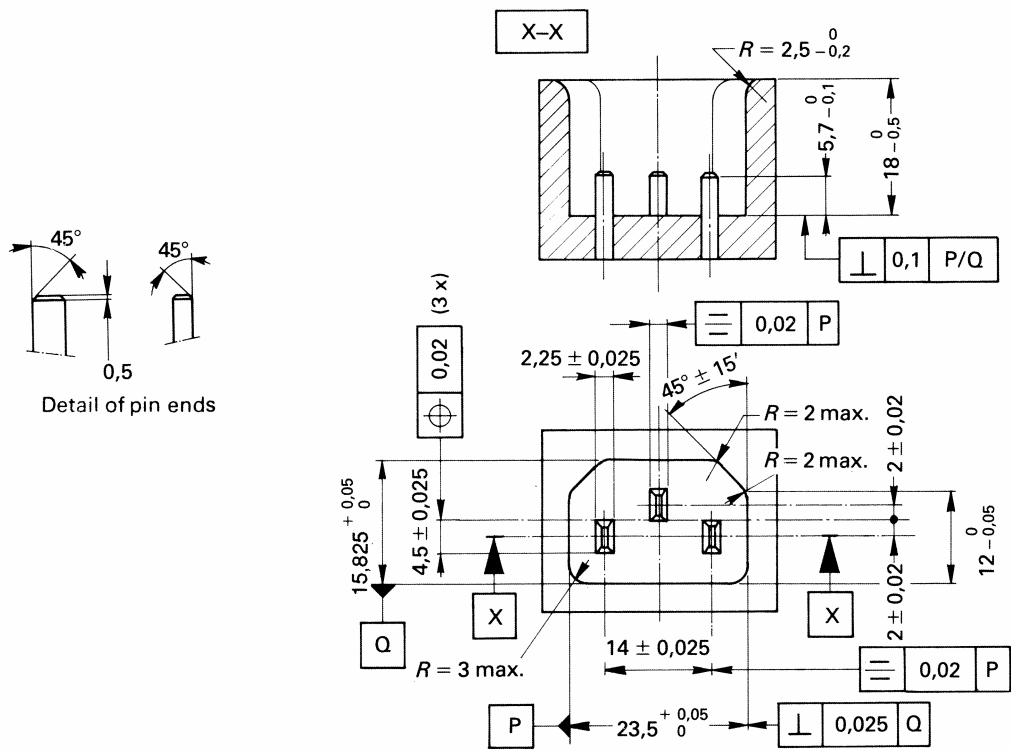 X–X
R = 2,5 0 −0,2
5,7 0 −0,1
18 0 −0,5
⊥ 0,1 P/Q
45° 45°
0,5
Detail of pin ends
(3 x)
⌖ 0,02
⌯ 0,02 P
2,25 ± 0,025
45° ± 15′
R = 2 max.
R = 2 max.
2 ± 0,02
15,825 + 0,05 0
4,5 ± 0,025
12 0 −0,05
2 ± 0,02
X X
Q
14 ± 0,025
R = 3 max.
⌯ 0,02 P
P
23,5 + 0,05 0
⊥ 0,025 Q